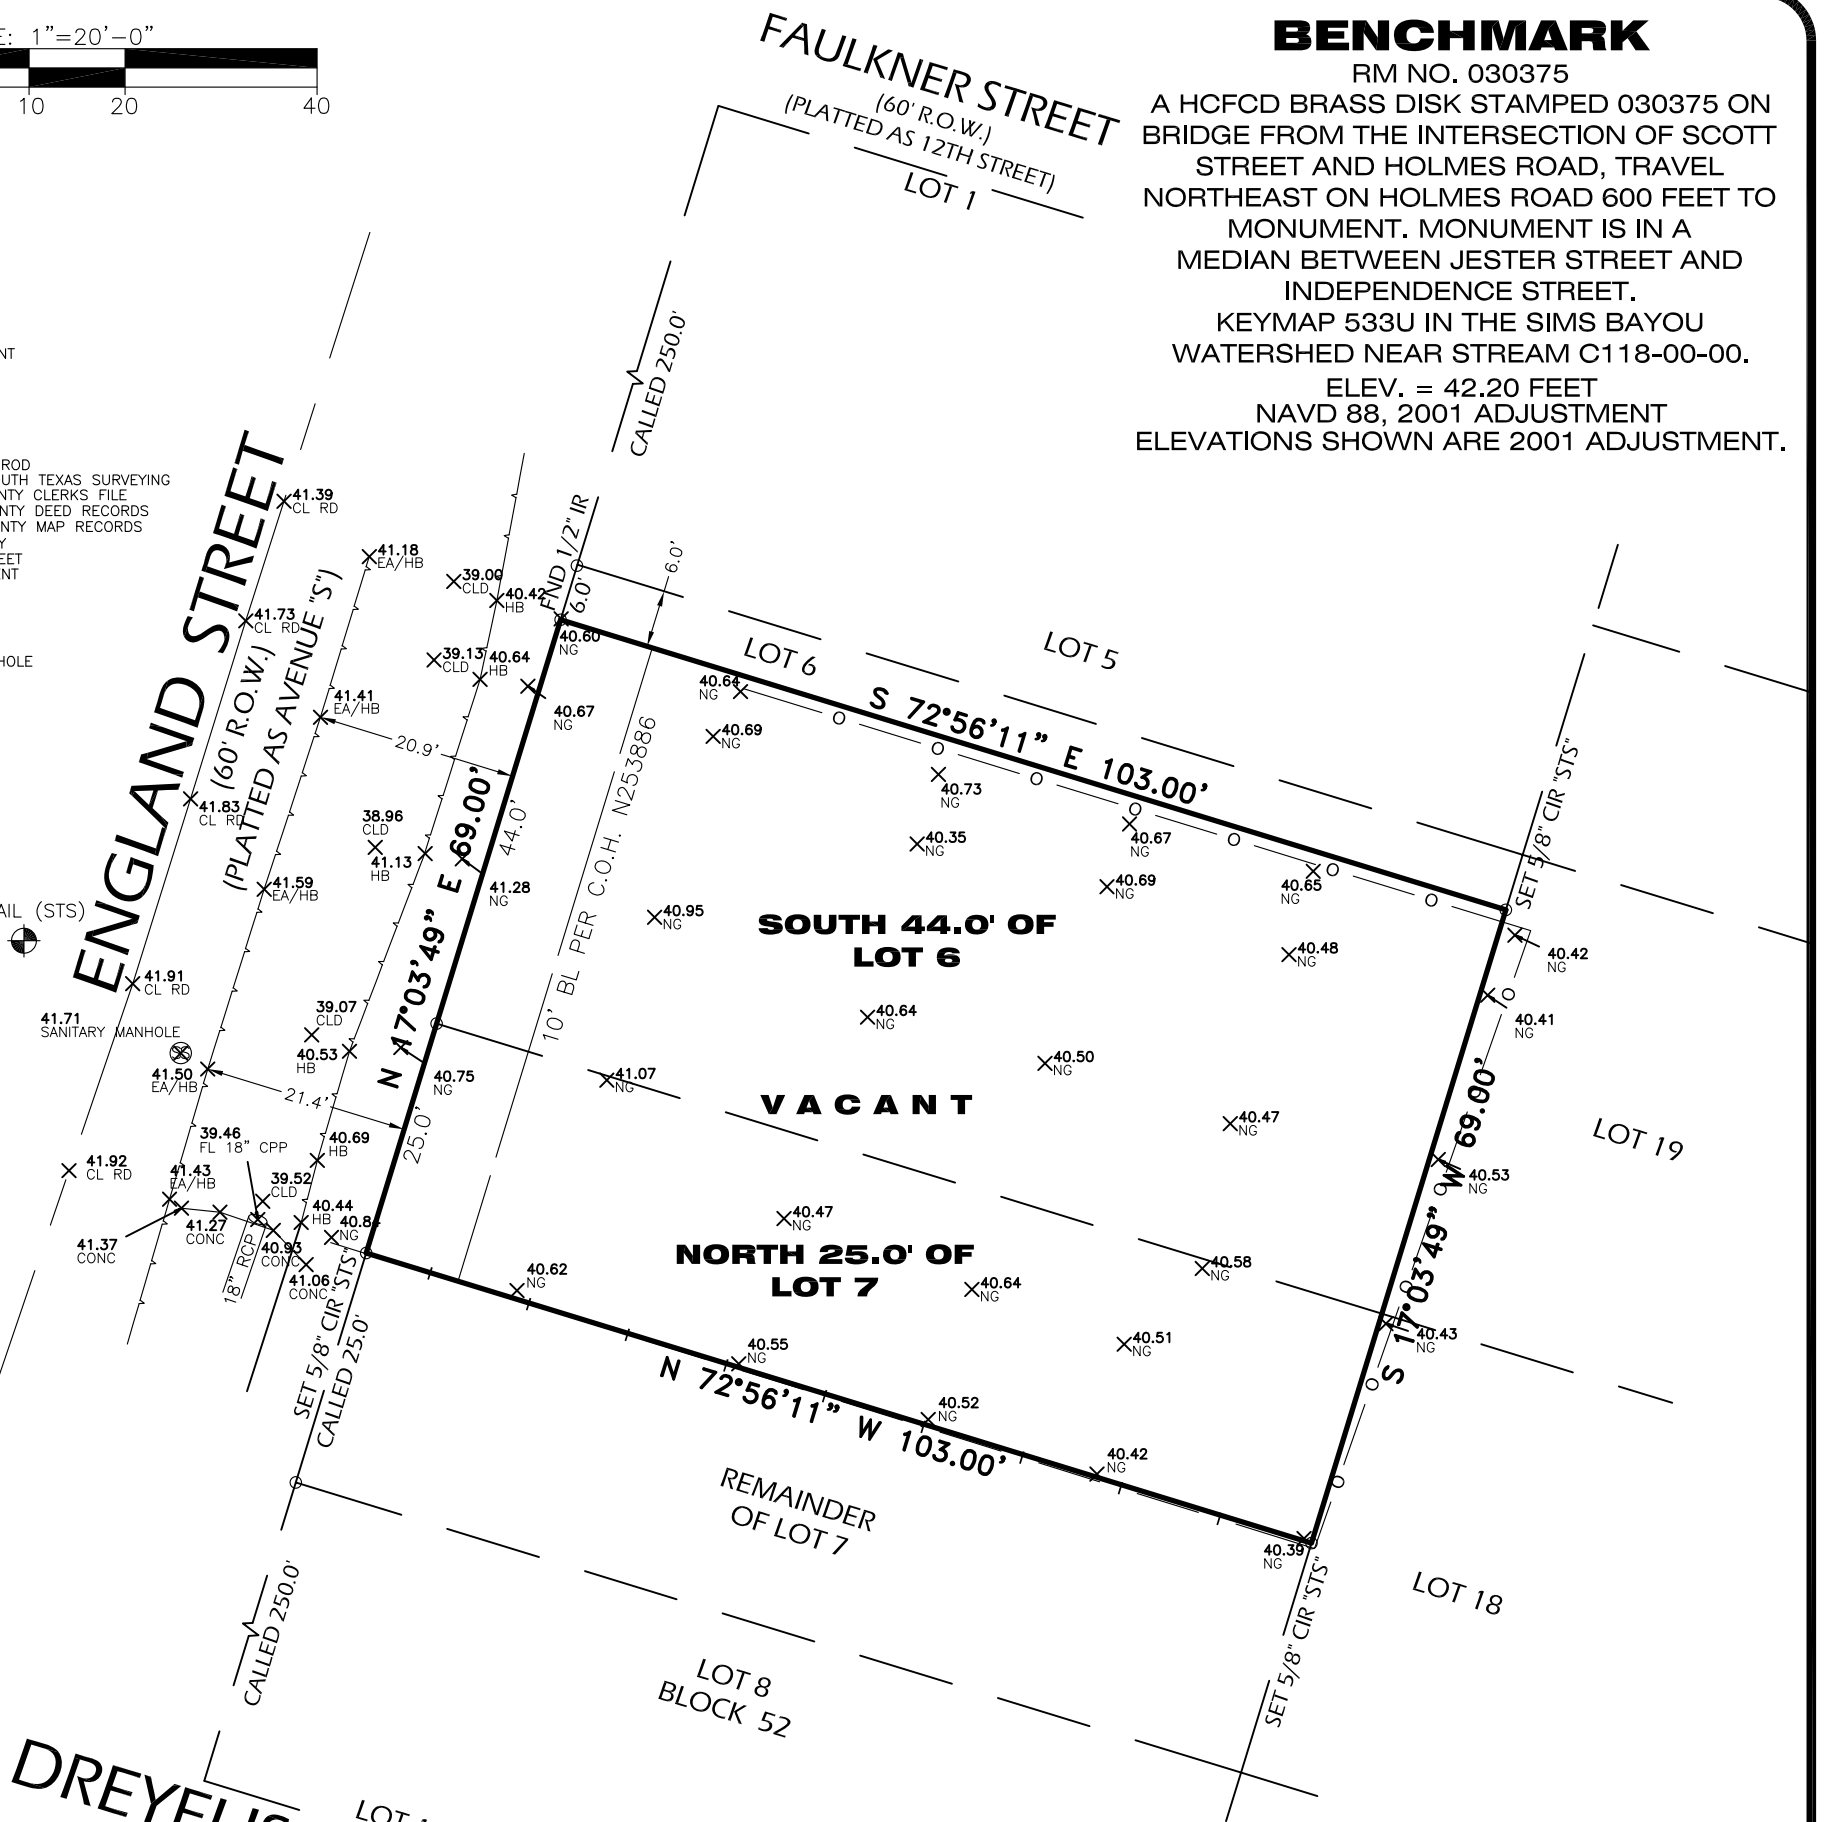 E: 1"=20'-0"
10 20 40
BENCHMARK
RM NO. 030375
A HCFCD BRASS DISK STAMPED 030375 ON
BRIDGE FROM THE INTERSECTION OF SCOTT
STREET AND HOLMES ROAD, TRAVEL
NORTHEAST ON HOLMES ROAD 600 FEET TO
MONUMENT. MONUMENT IS IN A
MEDIAN BETWEEN JESTER STREET AND
INDEPENDENCE STREET.
KEYMAP 533U IN THE SIMS BAYOU
WATERSHED NEAR STREAM C118-00-00.
ELEV. = 42.20 FEET
NAVD 88, 2001 ADJUSTMENT
ELEVATIONS SHOWN ARE 2001 ADJUSTMENT.
FAULKNER STREET
(60' R.O.W.)
(PLATTED AS 12TH STREET)
LOT 1
CALLED 250.0'
NT
ROD
UTH TEXAS SURVEYING
NTY CLERKS FILE
NTY DEED RECORDS
NTY MAP RECORDS
Y
EET
NT
HOLE
AIL (STS)
ENGLAND STREET
(60' R.O.W.)
(PLATTED AS AVENUE "S")
41.39
CL RD
41.18
EA/HB
39.00
CLD
40.42
HB
FND 1/2" IR
6.0'
6.0'
41.73
CL RD
40.60
NG
39.13
CLD
40.64
HB
LOT 6
LOT 5
40.64
NG
41.41
EA/HB
40.67
NG
40.69
NG
S 72°56'11" E 103.00'
20.9'
40.73
NG
41.83
CL RD
38.96
CLD
41.13
HB
N 17°03'49" E 69.00'
44.0'
10' BL PER C.O.H. N253886
40.35
NG
40.67
NG
SET 5/8" CIR "STS"
41.59
EA/HB
41.28
NG
40.69
NG
40.65
NG
40.95
NG
SOUTH 44.0' OF
LOT 6
40.48
NG
40.42
NG
41.91
CL RD
41.71
SANITARY MANHOLE
39.07
CLD
40.64
NG
40.41
NG
40.53
HB
41.50
EA/HB
40.75
NG
41.07
NG
40.50
NG
VACANT
21.4'
25.0'
40.47
NG
S 17°03'49" W 69.00'
LOT 19
39.46
FL 18" CPP
40.69
HB
41.92
CL RD
41.43
EA/HB
39.52
CLD
40.53
NG
40.44
HB
40.84
NG
41.27
CONC
41.37
CONC
40.93
CONC
18" RCP
41.06
CONC
40.47
NG
NORTH 25.0' OF
LOT 7
40.62
NG
40.58
NG
40.64
NG
40.43
NG
40.51
NG
SET 5/8" CIR "STS"
CALLED 25.0'
40.55
NG
N 72°56'11" W 103.00'
40.52
NG
40.42
NG
REMAINDER
OF LOT 7
40.39
NG
LOT 18
SET 5/8" CIR "STS"
CALLED 250.0'
LOT 8
BLOCK 52
DREYFUS
LOT